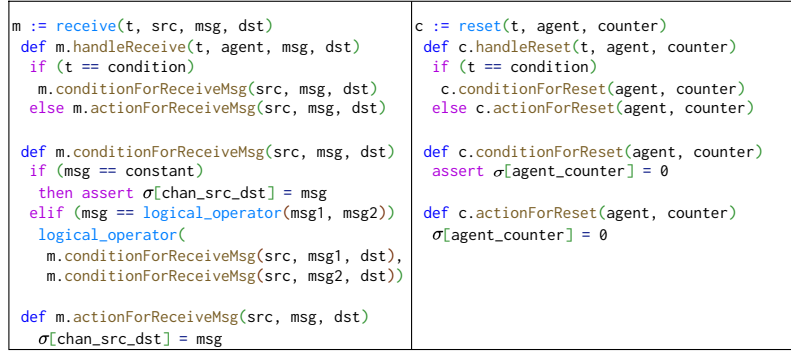 m := receive(t, src, msg, dst)
def m.handleReceive(t, agent, msg, dst)
if (t == condition)
m.conditionForReceiveMsg(src, msg, dst)
else m.actionForReceiveMsg(src, msg, dst)
def m.conditionForReceiveMsg(src, msg, dst)
if (msg == constant)
then assert σ[chan_src_dst] = msg
elif (msg == logical_operator(msg1, msg2))
logical_operator(
m.conditionForReceiveMsg(src, msg1, dst),
m.conditionForReceiveMsg(src, msg2, dst))
def m.actionForReceiveMsg(src, msg, dst)
σ[chan_src_dst] = msg
c := reset(t, agent, counter)
def c.handleReset(t, agent, counter)
if (t == condition)
c.conditionForReset(agent, counter)
else c.actionForReset(agent, counter)
def c.conditionForReset(agent, counter)
assert σ[agent_counter] = 0
def c.actionForReset(agent, counter)
σ[agent_counter] = 0